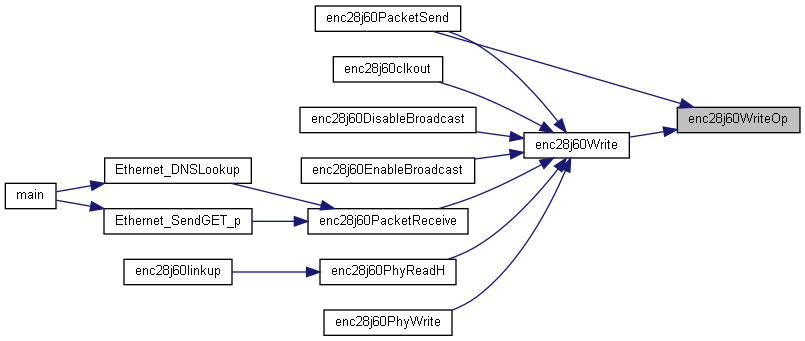 enc28j60PacketSend
enc28j60clkout
enc28j60WriteOp
enc28j60DisableBroadcast
enc28j60Write
enc28j60EnableBroadcast
Ethernet_DNSLookup
main
Ethernet_SendGET_p
enc28j60PacketReceive
enc28j60linkup
enc28j60PhyReadH
enc28j60PhyWrite